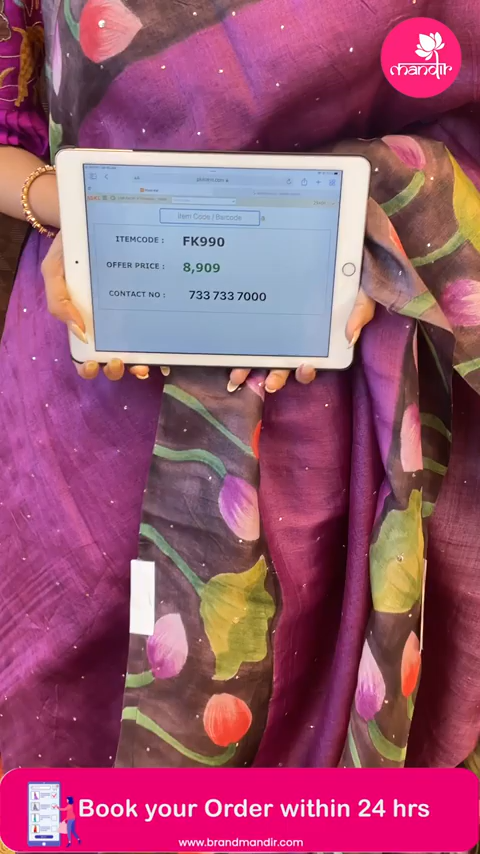 mandir
Item Code / Barcode
ITEMCODE : FK990
OFFER PRICE : 8,909
CONTACT NO : 733 733 7000
Book your Order within 24 hrs
www.brandmandir.com